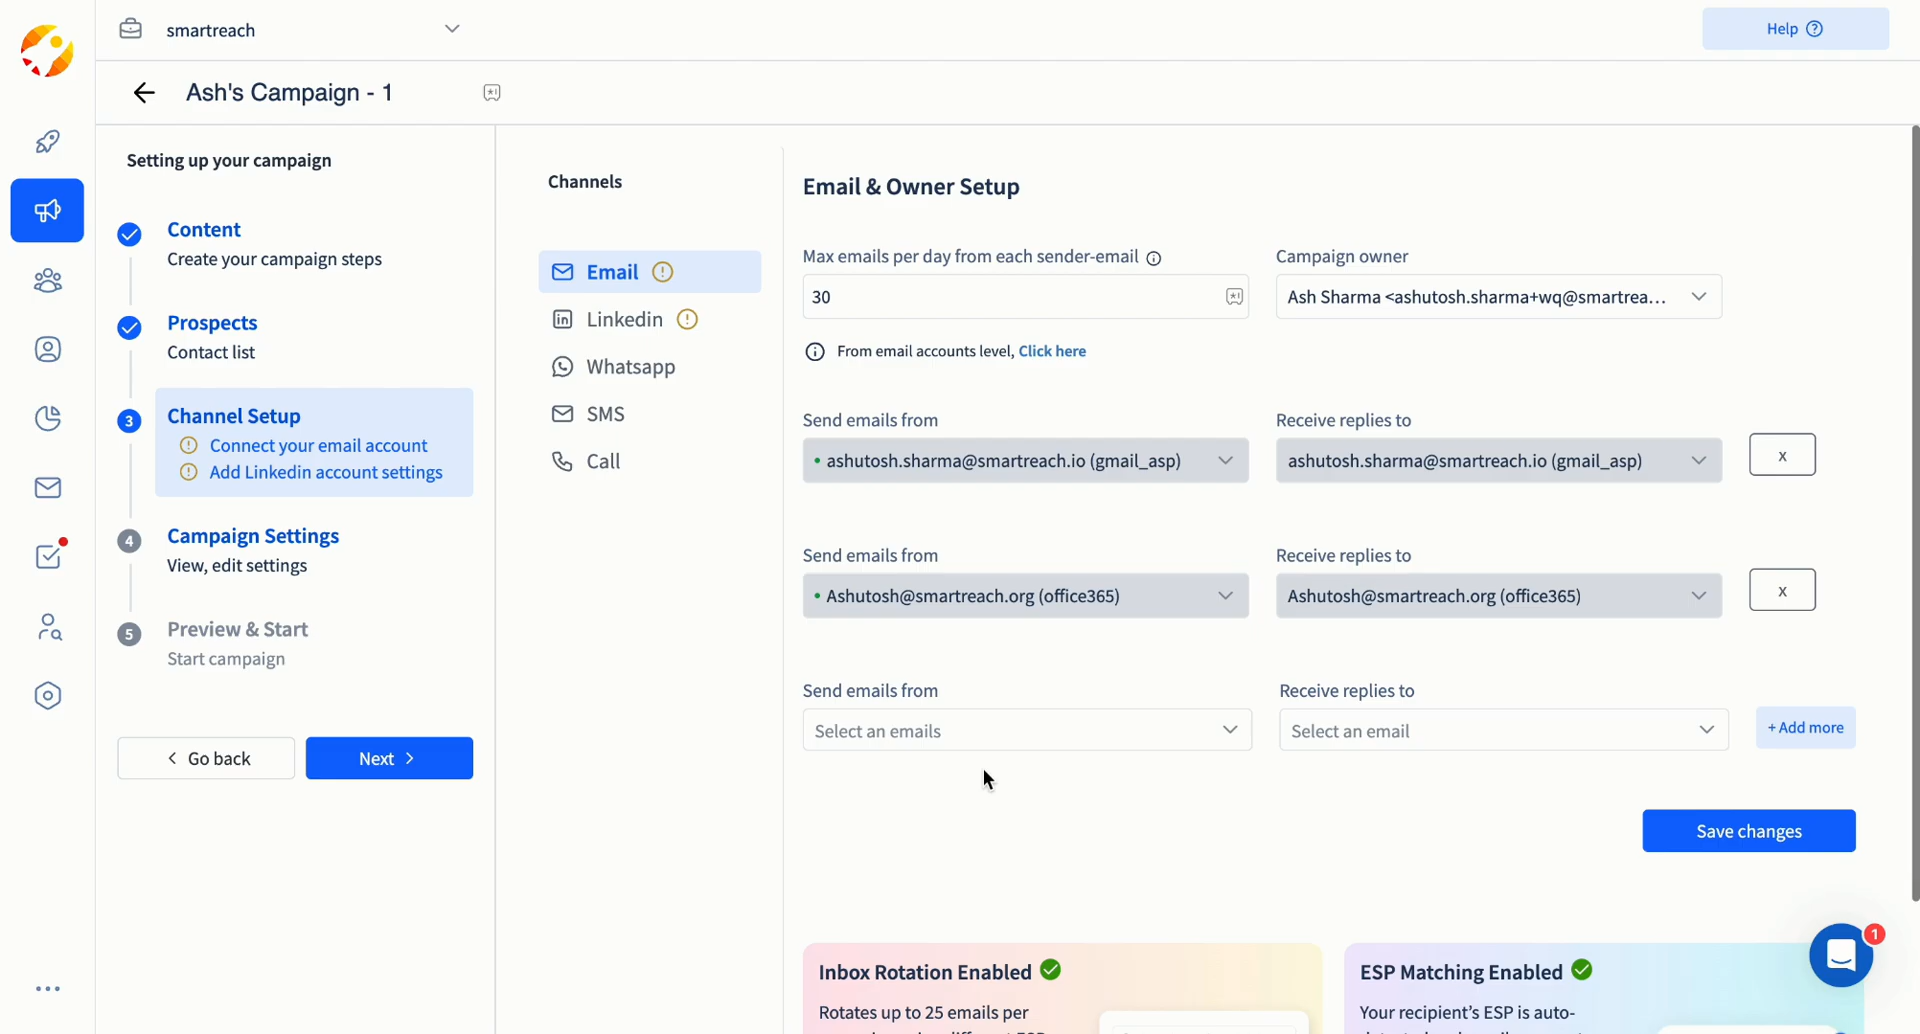 smartreach
Help
Ash's Campaign - 1
Setting up your campaign
Content
Create your campaign steps
Prospects
Contact list
3
Channel Setup
Connect your email account
Add Linkedin account settings
4
Campaign Settings
View, edit settings
5
Preview & Start
Start campaign
Go back
Next
Channels
Email
Linkedin
Whatsapp
SMS
Call
Email & Owner Setup
Max emails per day from each sender-email
Campaign owner
30
Ash Sharma <ashutosh.sharma+wq@smartrea...
From email accounts level, Click here
Send emails from
Receive replies to
ashutosh.sharma@smartreach.io (gmail_asp)
ashutosh.sharma@smartreach.io (gmail_asp)
x
Send emails from
Receive replies to
Ashutosh@smartreach.org (office365)
Ashutosh@smartreach.org (office365)
x
Send emails from
Receive replies to
Select an emails
Select an email
+ Add more
Save changes
Inbox Rotation Enabled
Rotates up to 25 emails per
ESP Matching Enabled
Your recipient's ESP is auto-
1